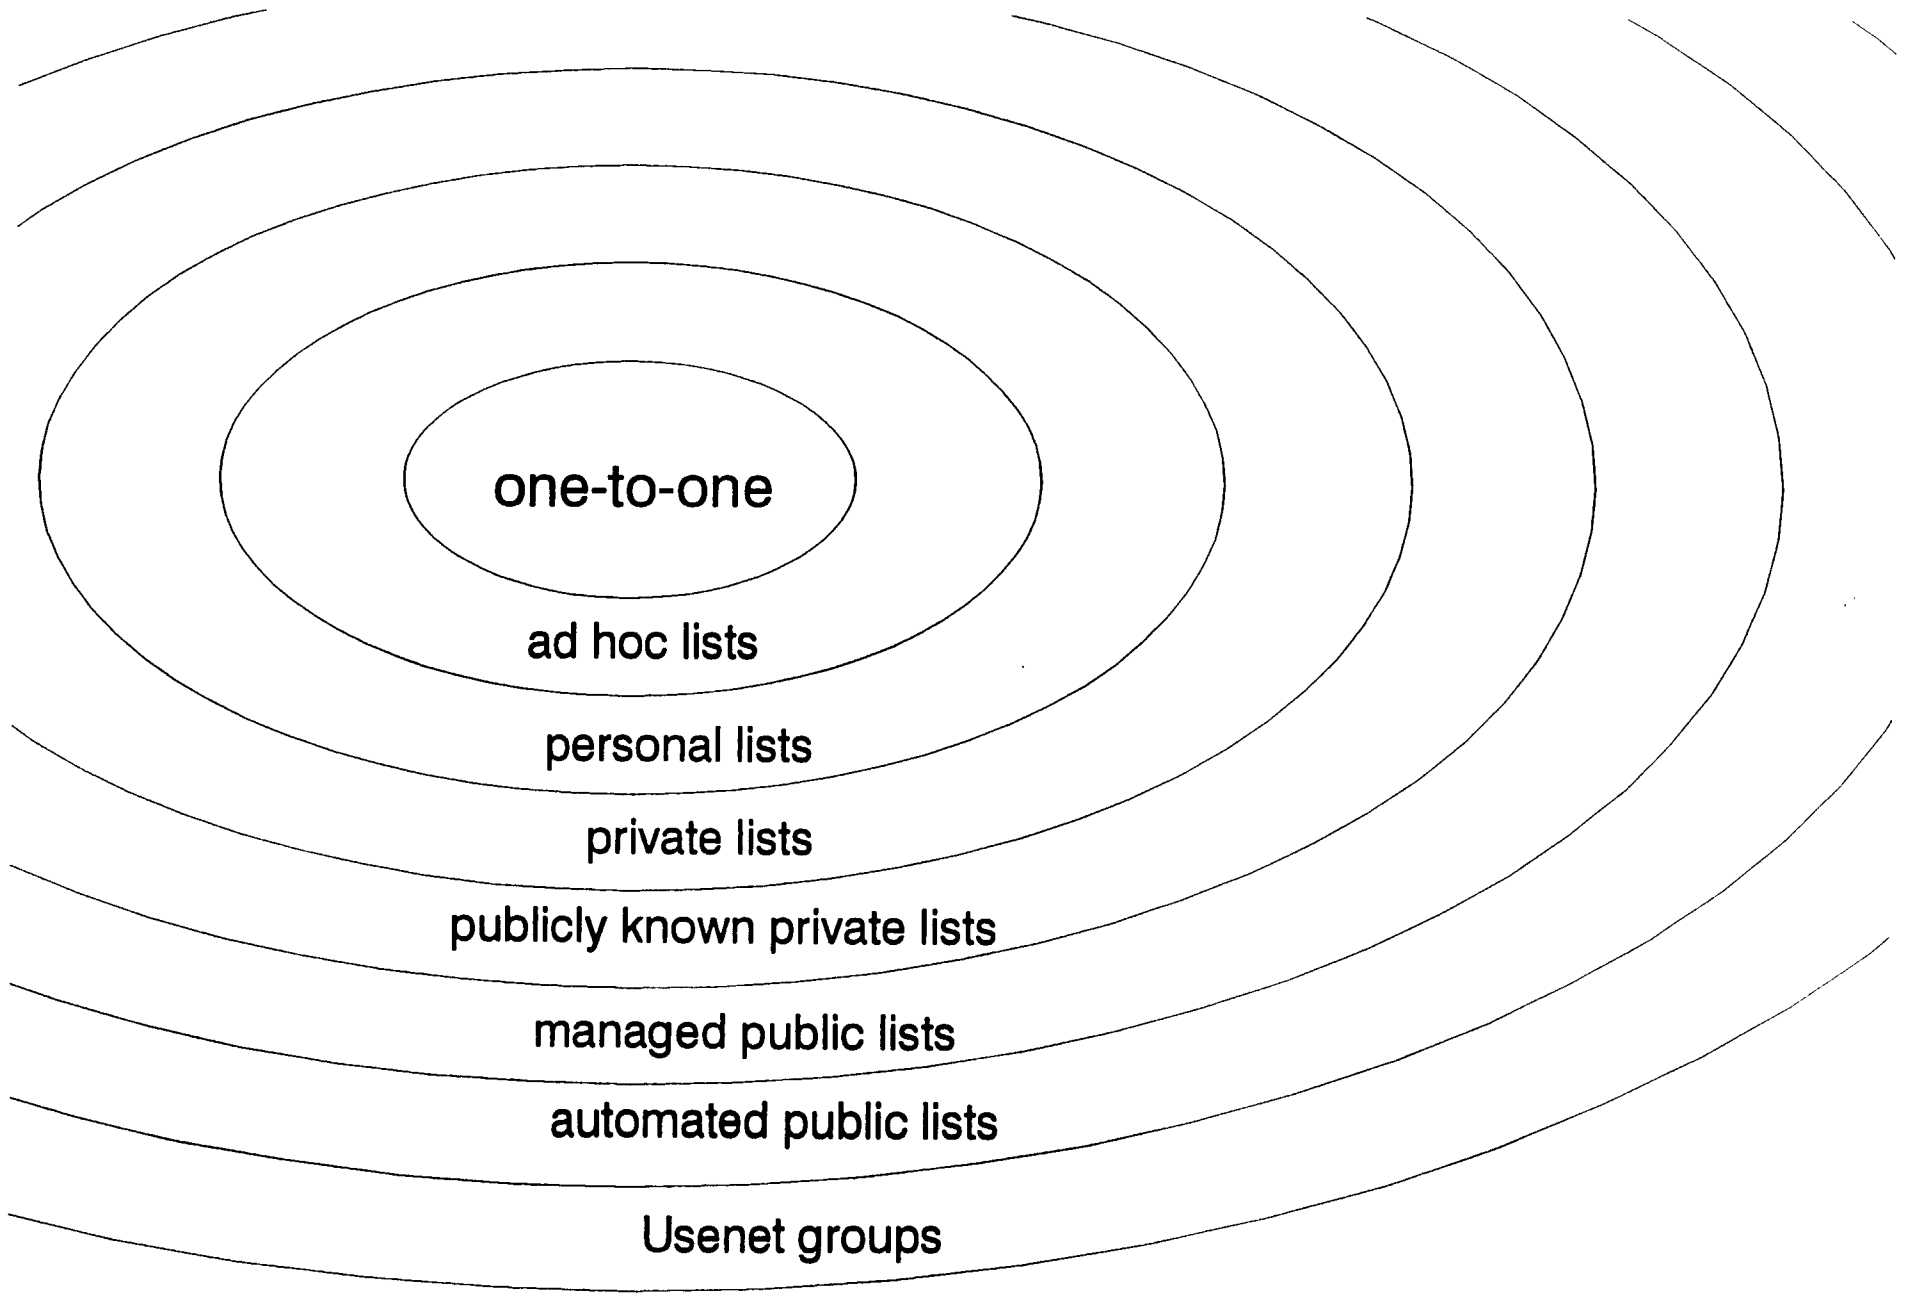 one-to-one
ad hoc lists
personal lists
private lists
publicly known private lists
managed public lists
automated public lists
Usenet groups